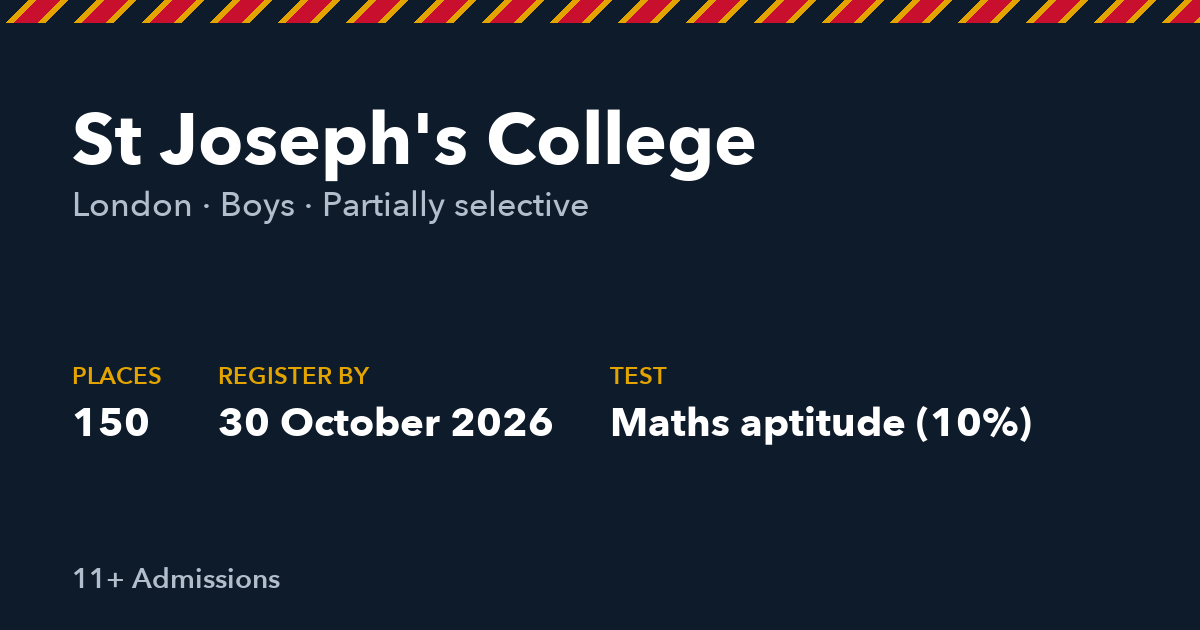 St Joseph's College
London · Boys · Partially selective
PLACES REGISTER BY TEST
150 30 October 2026 Maths aptitude (10%)
11+ Admissions